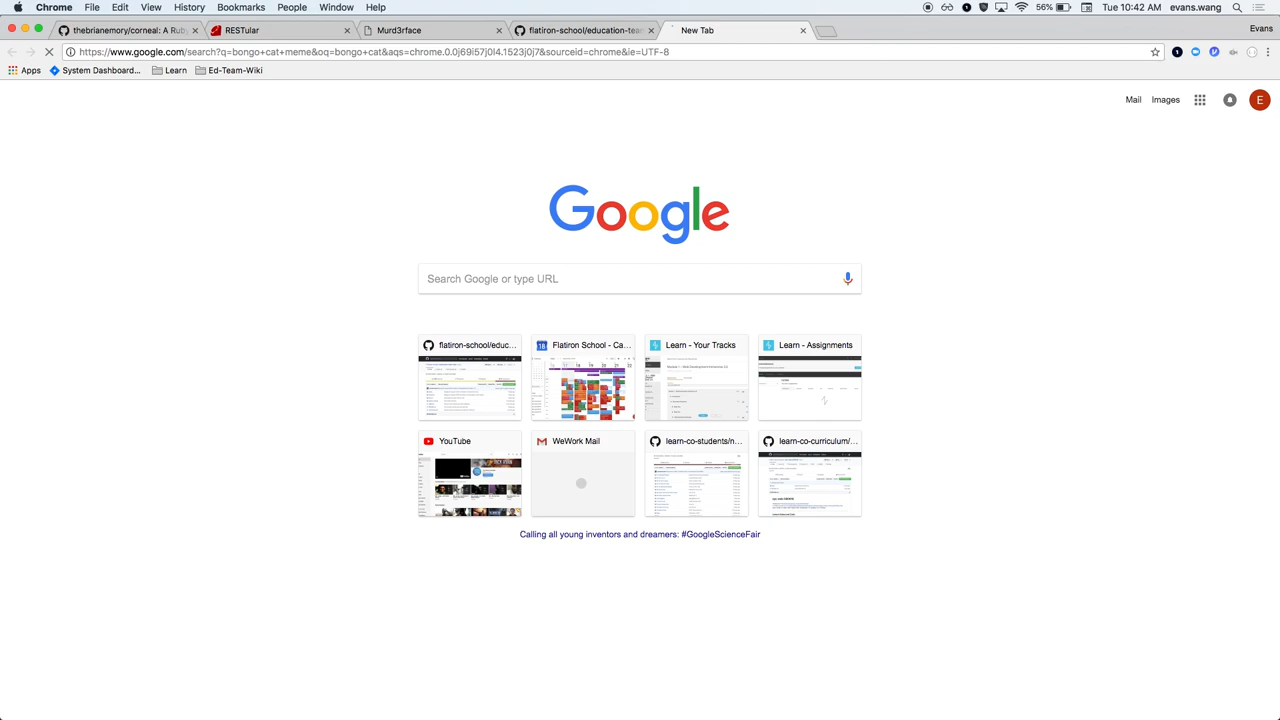 Chrome File Edit View History Bookmarks People Window Help 56% Tue 10:42 AM evans.wang
thebrianemory/corneal: A Ruby RESTular Murd3rface flatiron-school/education-tea New Tab Evans
https://www.google.com/search?q=bongo+cat+meme&oq=bongo+cat&aqs=chrome.0.0j69i57j0l4.1523j0j7&sourceid=chrome&ie=UTF-8
Apps System Dashboard... Learn Ed-Team-Wiki
Mail Images E
Google
Search Google or type URL
flatiron-school/educ... 18 Flatiron School - Ca... Learn - Your Tracks Learn - Assignments
YouTube WeWork Mail learn-co-students/n... learn-co-curriculum/...
Calling all young inventors and dreamers: #GoogleScienceFair